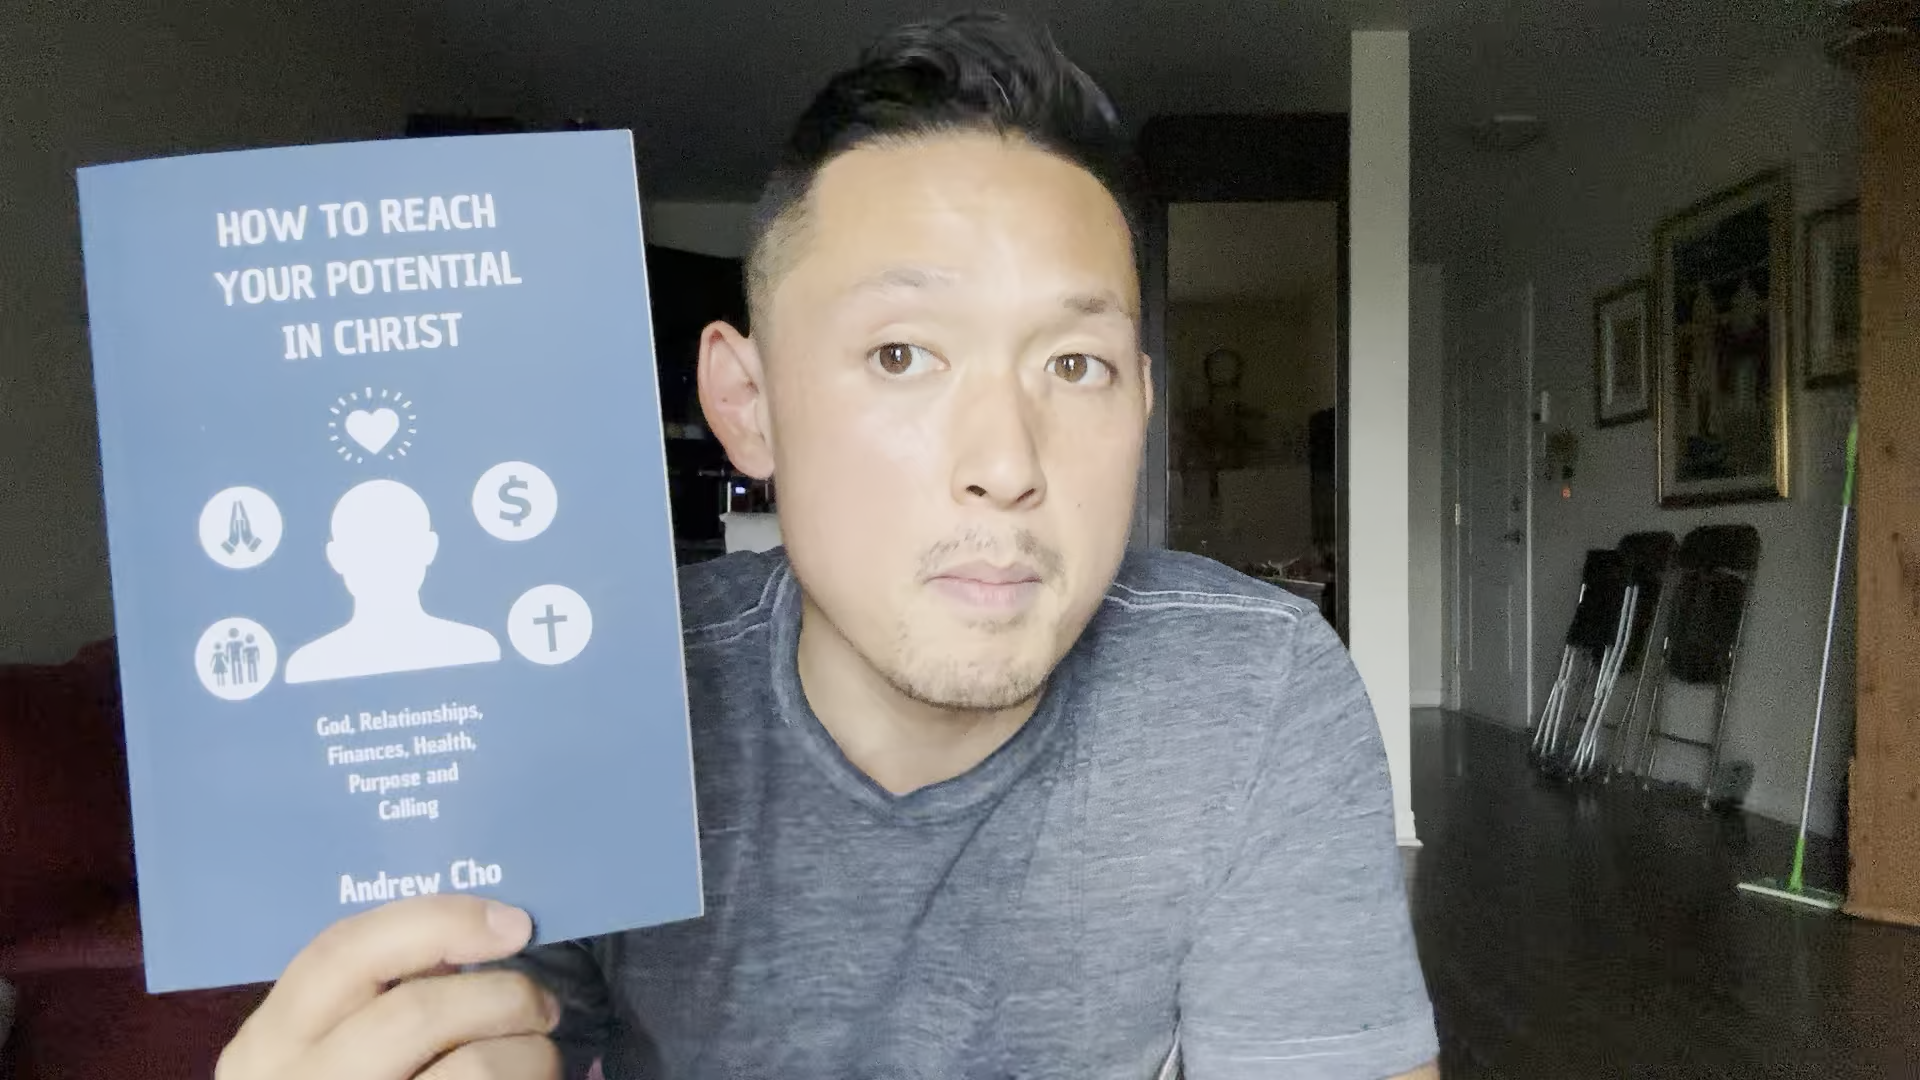 HOW TO REACH
YOUR POTENTIAL
IN CHRIST
$
God, Relationships,
Finances, Health,
Purpose and
Calling
Andrew Cho